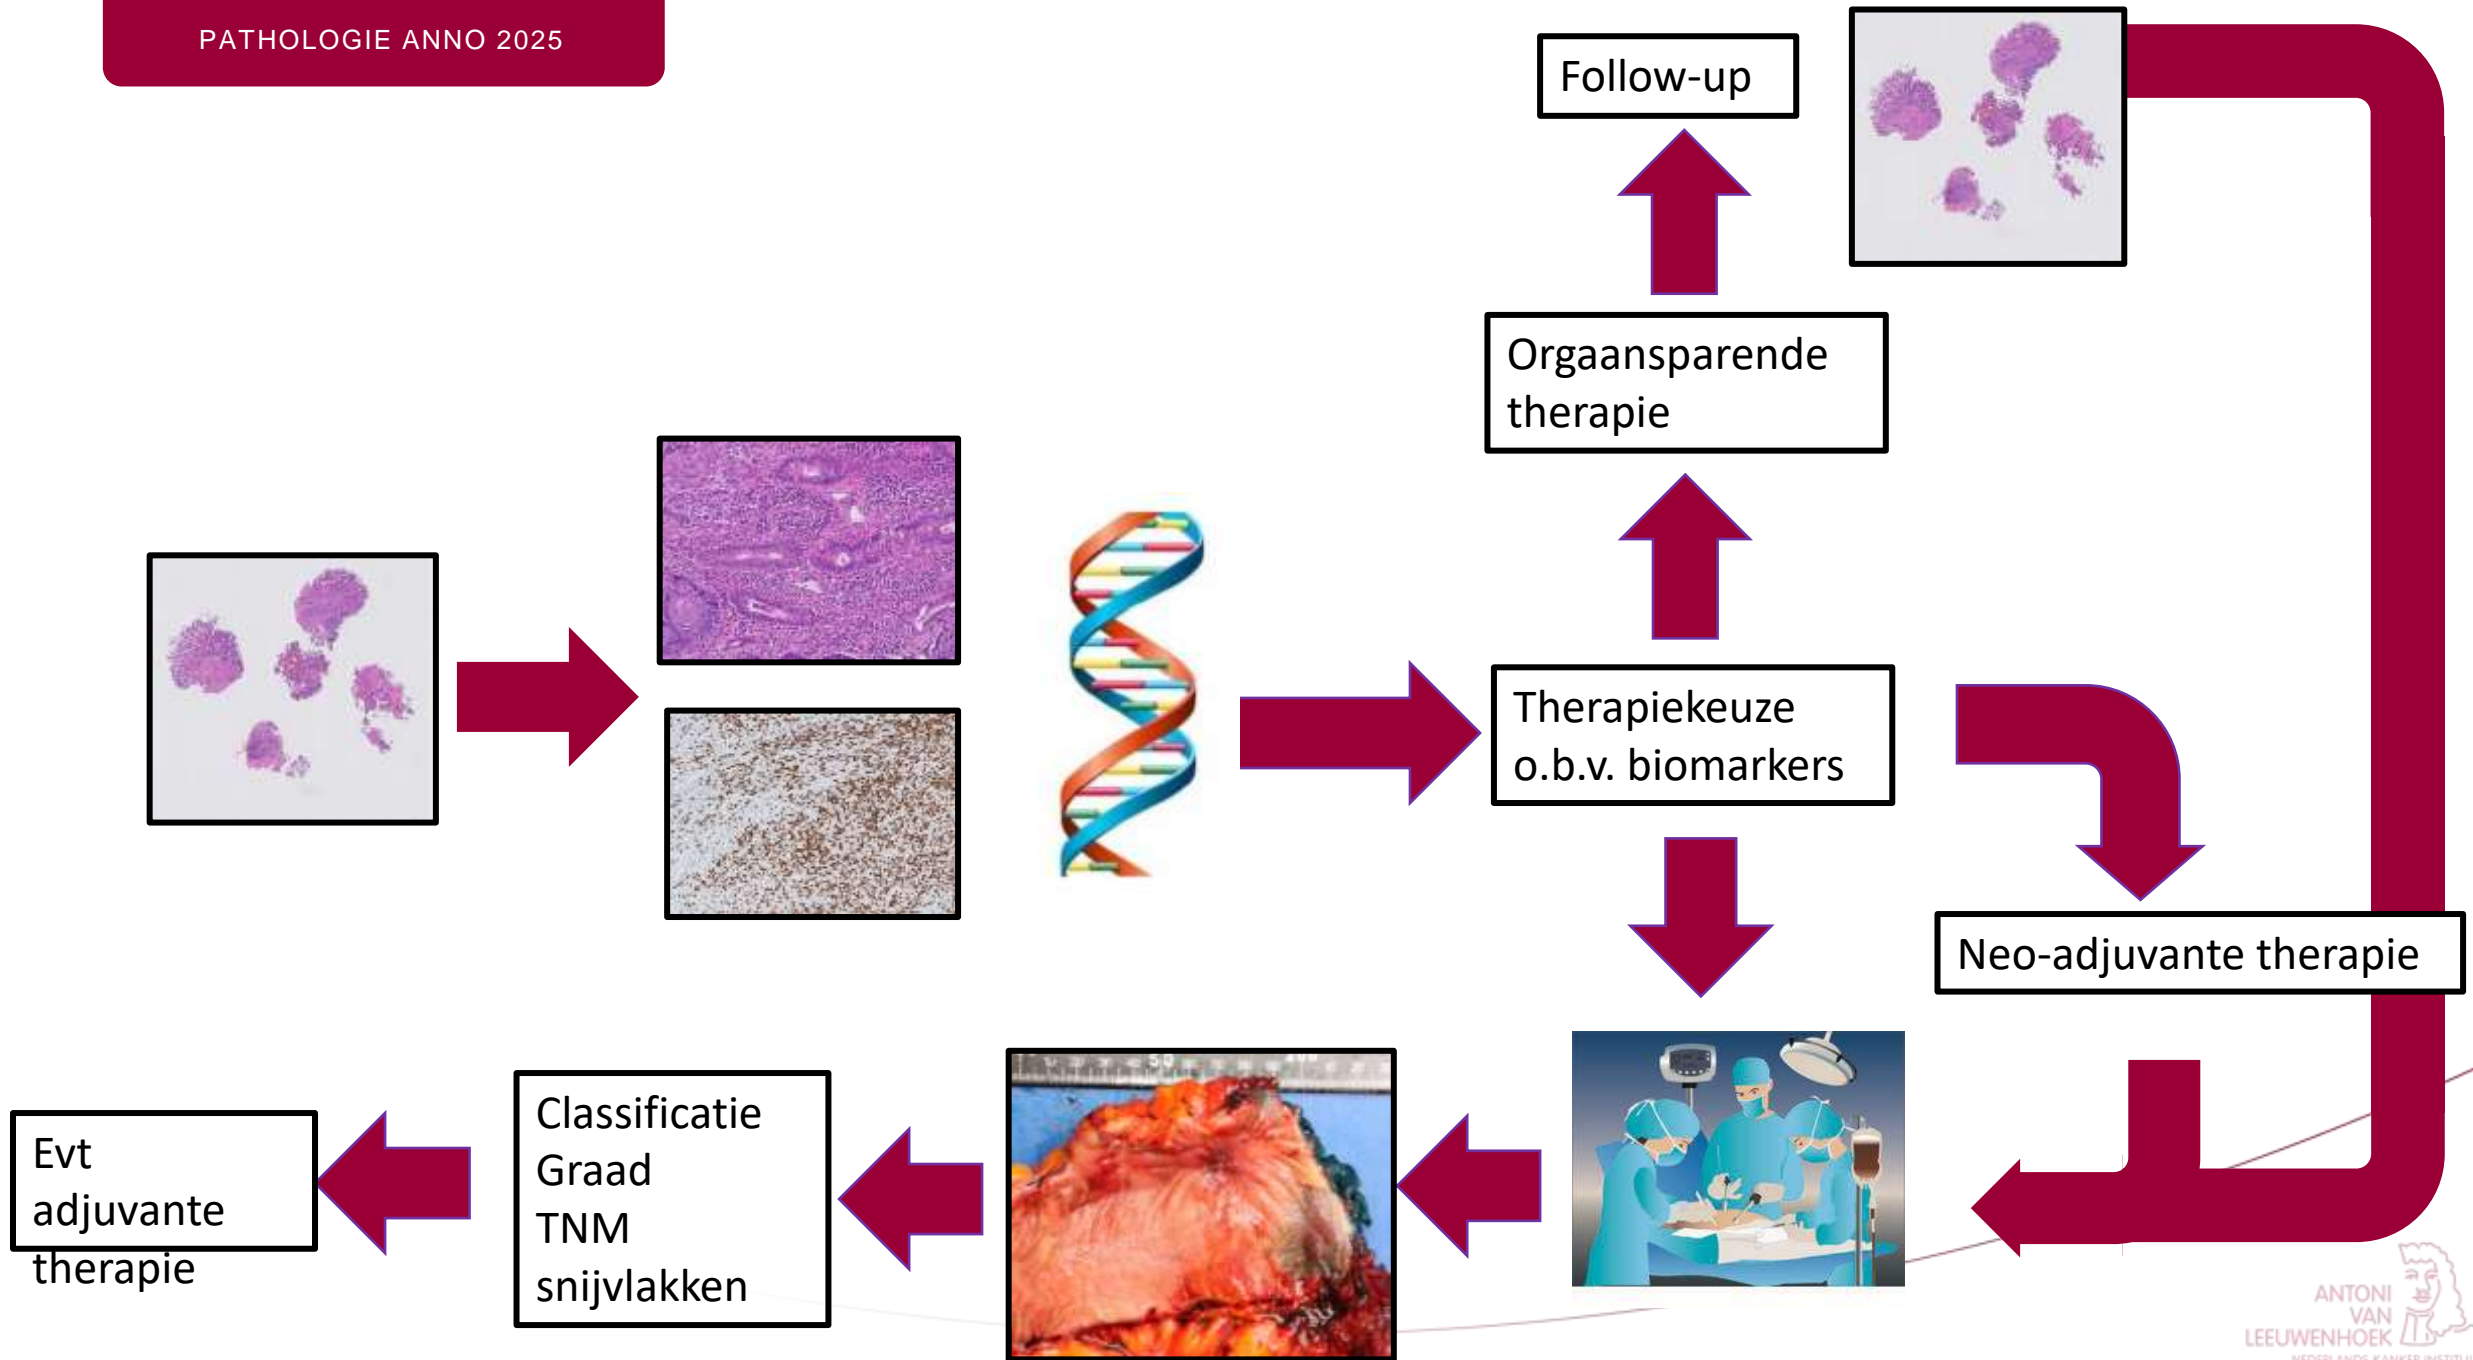 PATHOLOGIE ANNO 2025
Follow-up
Orgaansparende
therapie
Therapiekeuze
o.b.v. biomarkers
Neo-adjuvante therapie
Classificatie
Graad
TNM
snijvlakken
Evt
adjuvante
therapie
ANTONI
VAN
LEEUWENHOEK